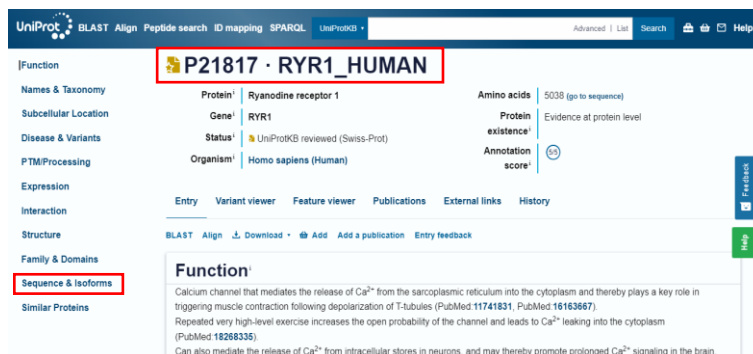 UniProt BLAST Align Peptide search ID mapping SPARQL UniProtKB Advanced | List Search Help
Function
Names & Taxonomy
Subcellular Location
Disease & Variants
PTM/Processing
Expression
Interaction
Structure
Family & Domains
Sequence & Isoforms
Similar Proteins
P21817 · RYR1_HUMAN
Protein Ryanodine receptor 1
Gene RYR1
Status UniProtKB reviewed (Swiss-Prot)
Organism Homo sapiens (Human)
Amino acids 5038 (go to sequence)
Protein existence Evidence at protein level
Annotation score 5/5
Entry Variant viewer Feature viewer Publications External links History
BLAST Align Download Add Add a publication Entry feedback
Function
Calcium channel that mediates the release of Ca2+ from the sarcoplasmic reticulum into the cytoplasm and thereby plays a key role in
triggering muscle contraction following depolarization of T-tubules (PubMed:11741831, PubMed:16163667).
Repeated very high-level exercise increases the open probability of the channel and leads to Ca2+ leaking into the cytoplasm
(PubMed:18268335).
Can also mediate the release of Ca2+ from intracellular stores in neurons, and may thereby promote prolonged Ca2+ signaling in the brain.
Feedback
Help